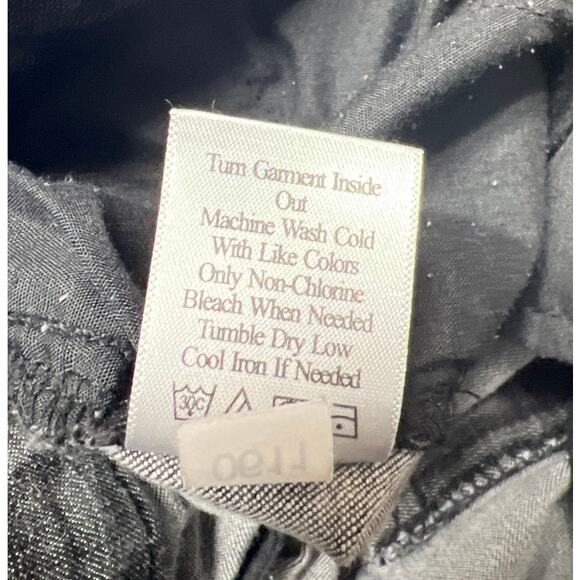 Turn Garment Inside
Out
Machine Wash Cold
With Like Colors
Only Non-Chlorine
Bleach When Needed
Tumble Dry Low
Cool Iron If Needed
30C